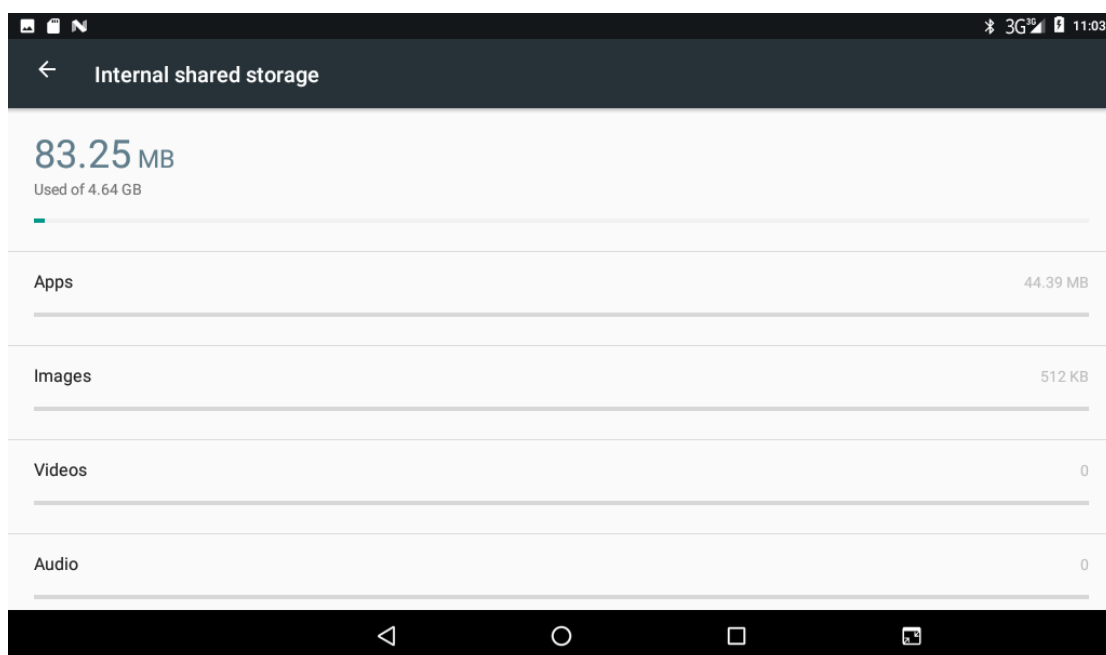 3G 3G 11:03
Internal shared storage
83.25 MB
Used of 4.64 GB
Apps 44.39 MB
Images 512 KB
Videos 0
Audio 0